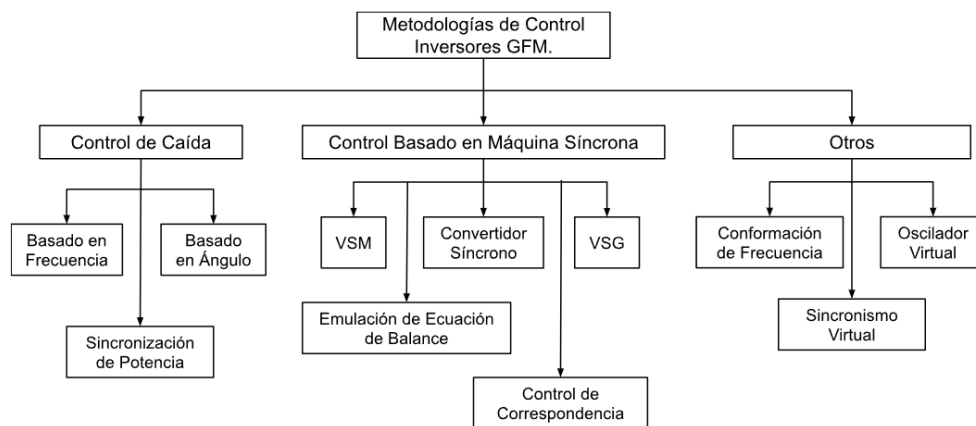 Metodologías de Control
Inversores GFM.
Control de Caída
Control Basado en Máquina Síncrona
Otros
Basado en
Frecuencia
Basado
en Ángulo
VSM
Convertidor
Síncrono
VSG
Conformación
de Frecuencia
Oscilador
Virtual
Sincronización
de Potencia
Emulación de Ecuación
de Balance
Sincronismo
Virtual
Control de
Correspondencia